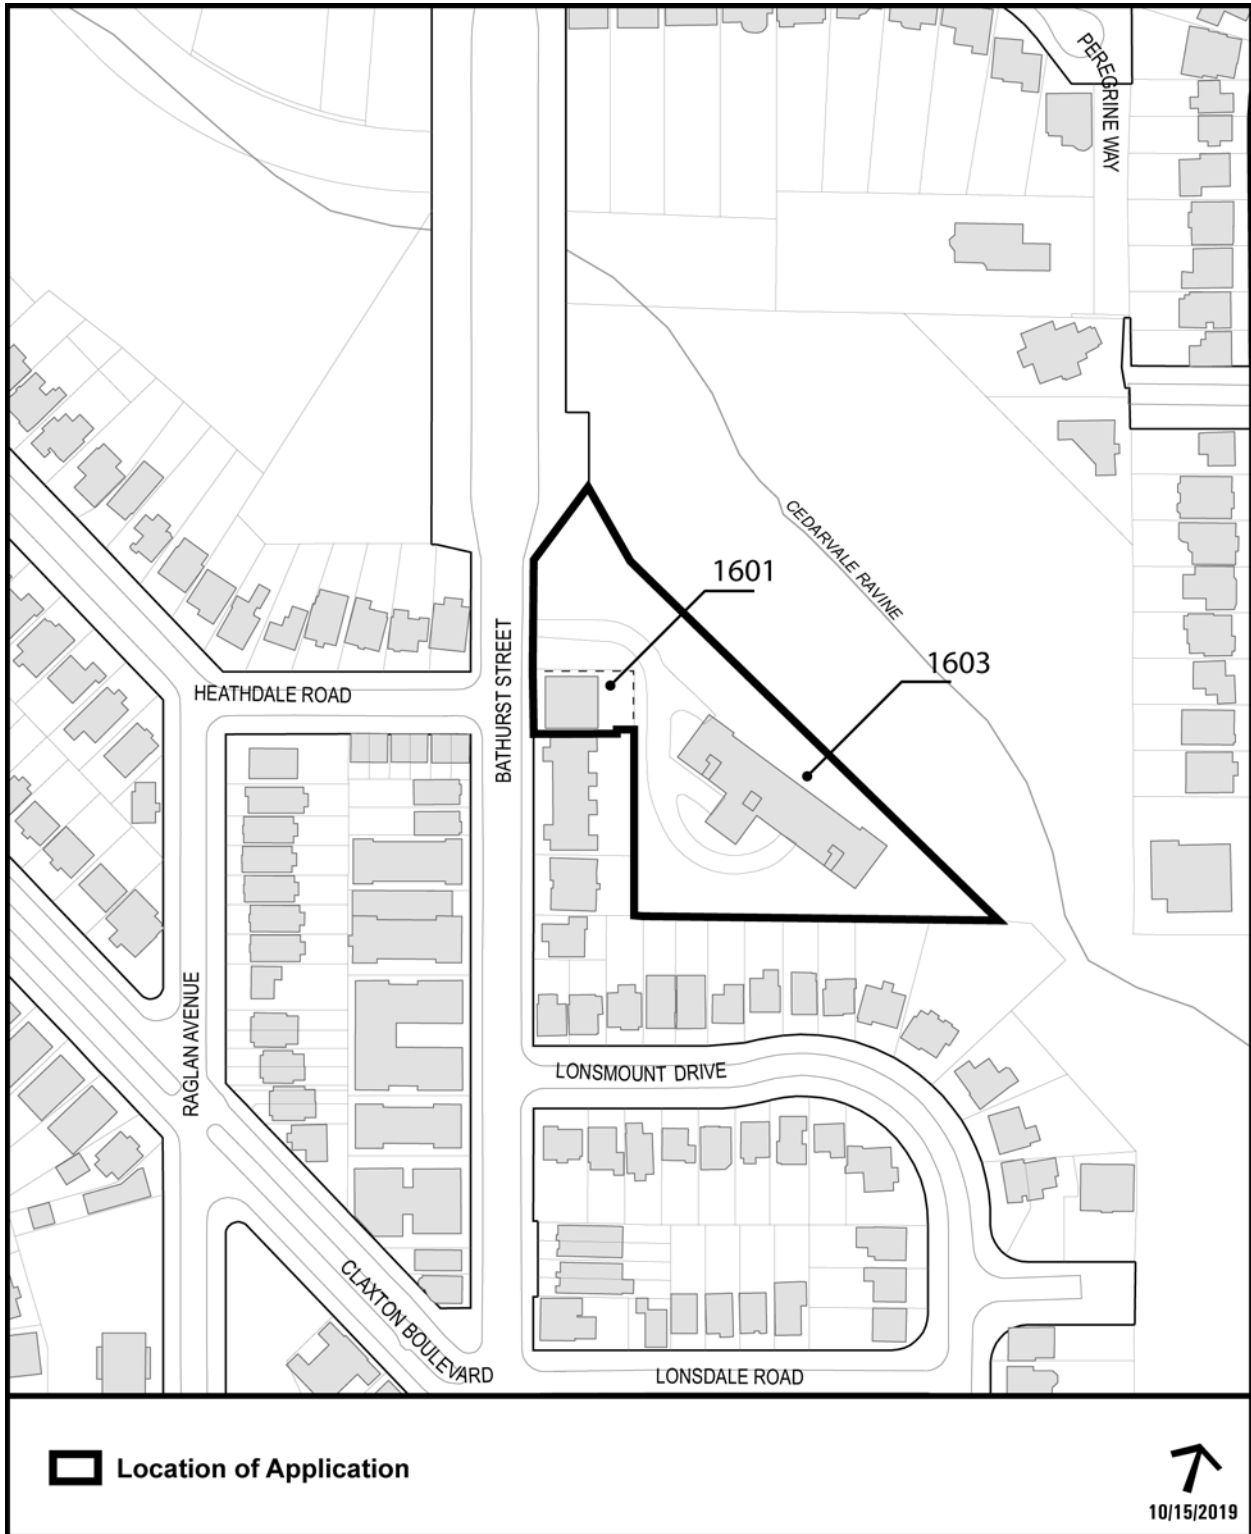 PEREGRINE WAY
CEDARVALE RAVINE
1601
1603
HEATHDALE ROAD
BATHURST STREET
RAGLAN AVENUE
LONSMOUNT DRIVE
CLAXTON BOULEVARD
LONSDALE ROAD
Location of Application
10/15/2019